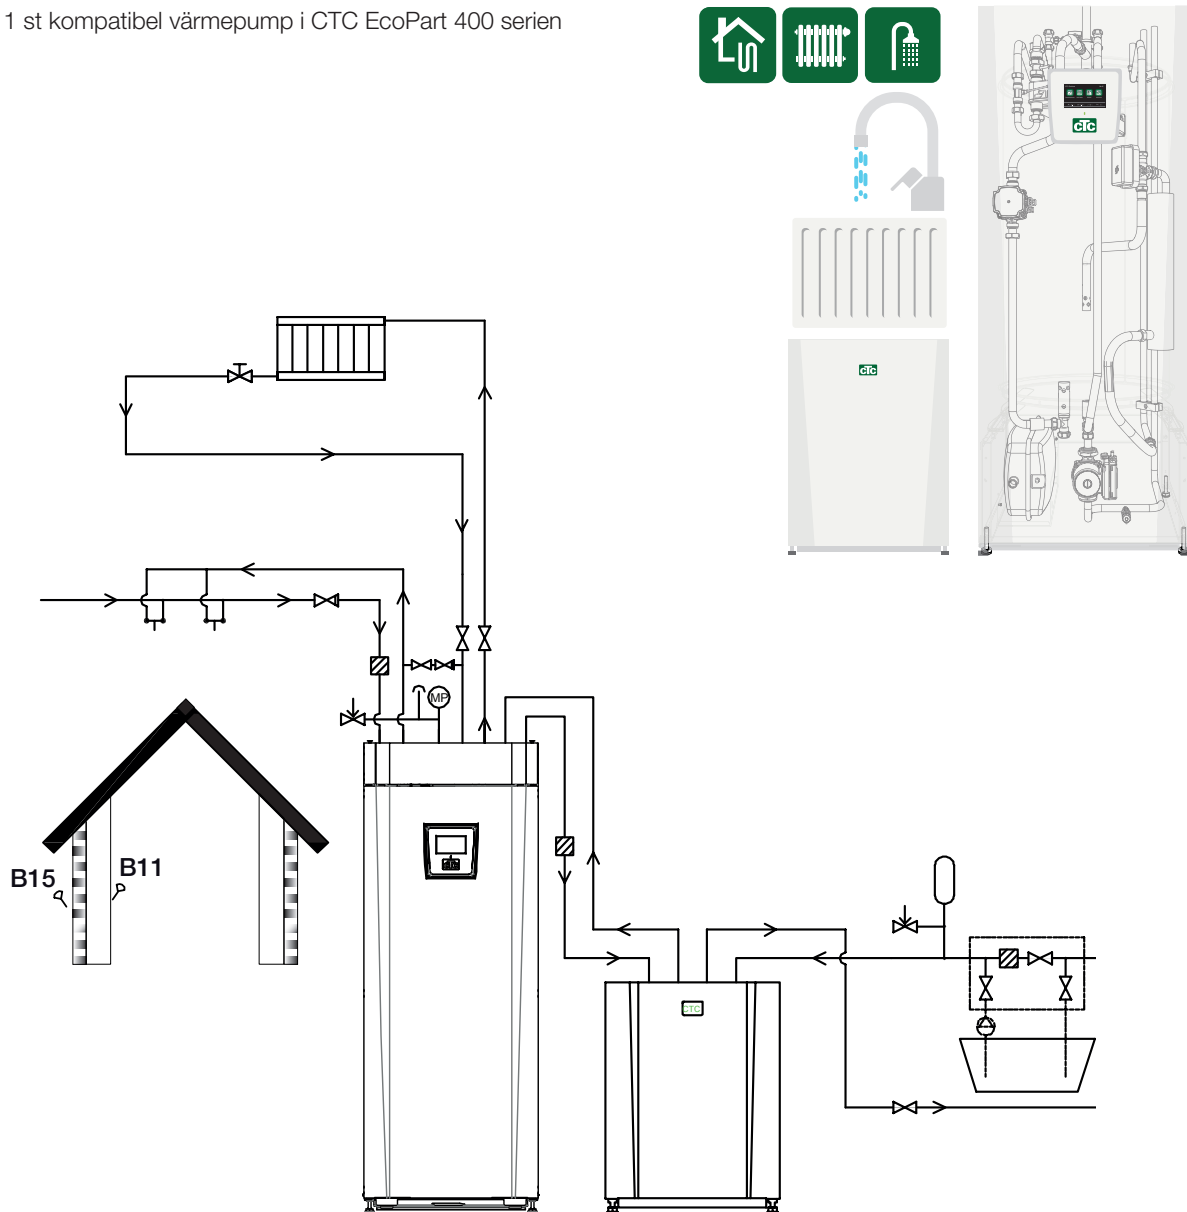 1 st kompatibel värmepump i CTC EcoPart 400 serien
CTC
CTC
MP
B15
B11
CTC